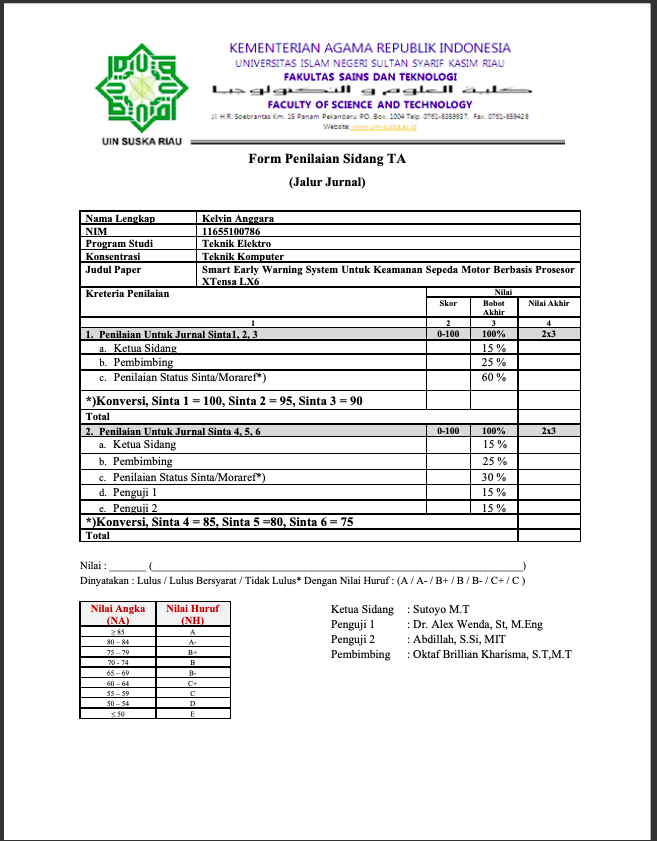 KEMENTERIAN AGAMA REPUBLIK INDONESIA
UNIVERSITAS ISLAM NEGERI SULTAN SYARIF KASIM RIAU
FAKULTAS SAINS DAN TEKNOLOGI
كلية العلوم و التكنولوجيا
FACULTY OF SCIENCE AND TECHNOLOGY
Jl. H.R. Soebrantas Km. 15 Panam Pekanbaru PO. Box. 1004 Telp. 0761-8359937, Fax. 0761-859428
Website: www.uin-suska.ac.id
UIN SUSKA RIAU
Form Penilaian Sidang TA
(Jalur Jurnal)
Nama Lengkap Kelvin Anggara
NIM 11655100786
Program Studi Teknik Elektro
Konsentrasi Teknik Komputer
Judul Paper Smart Early Warning System Untuk Keamanan Sepeda Motor Berbasis Prosesor
XTensa LX6
Kreteria Penilaian Nilai
Skor Bobot Nilai Akhir
Akhir
1 2 3 4
1. Penilaian Untuk Jurnal Sinta1, 2, 3 0-100 100% 2x3
a. Ketua Sidang 15 %
b. Pembimbing 25 %
c. Penilaian Status Sinta/Moraref*) 60 %
*)Konversi, Sinta 1 = 100, Sinta 2 = 95, Sinta 3 = 90
Total
2. Penilaian Untuk Jurnal Sinta 4, 5, 6 0-100 100% 2x3
a. Ketua Sidang 15 %
b. Pembimbing 25 %
c. Penilaian Status Sinta/Moraref*) 30 %
d. Penguji 1 15 %
e. Penguji 2 15 %
*)Konversi, Sinta 4 = 85, Sinta 5 =80, Sinta 6 = 75
Total
Nilai : _______ (______________________________________________________________)
Dinyatakan : Lulus / Lulus Bersyarat / Tidak Lulus* Dengan Nilai Huruf : (A / A- / B+ / B / B- / C+ / C )
Nilai Angka Nilai Huruf
(NA) (NH)
≥ 85 A
80 – 84 A-
75 – 79 B+
70 - 74 B
65 – 69 B-
60 – 64 C+
55 – 59 C
50 – 54 D
≤ 50 E
Ketua Sidang : Sutoyo M.T
Penguji 1 : Dr. Alex Wenda, St, M.Eng
Penguji 2 : Abdillah, S.Si, MIT
Pembimbing : Oktaf Brillian Kharisma, S.T,M.T